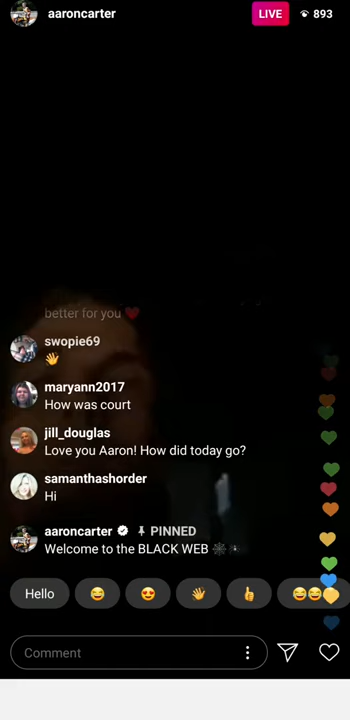 aaroncarter
LIVE
893
better for you ❤️
swopie69
👋
maryann2017
How was court
jill_douglas
Love you Aaron! How did today go?
samanthashorder
Hi
aaroncarter PINNED
Welcome to the BLACK WEB 🕸️🕷️
Hello 😂 😍 👋 👍 😂😂
Comment